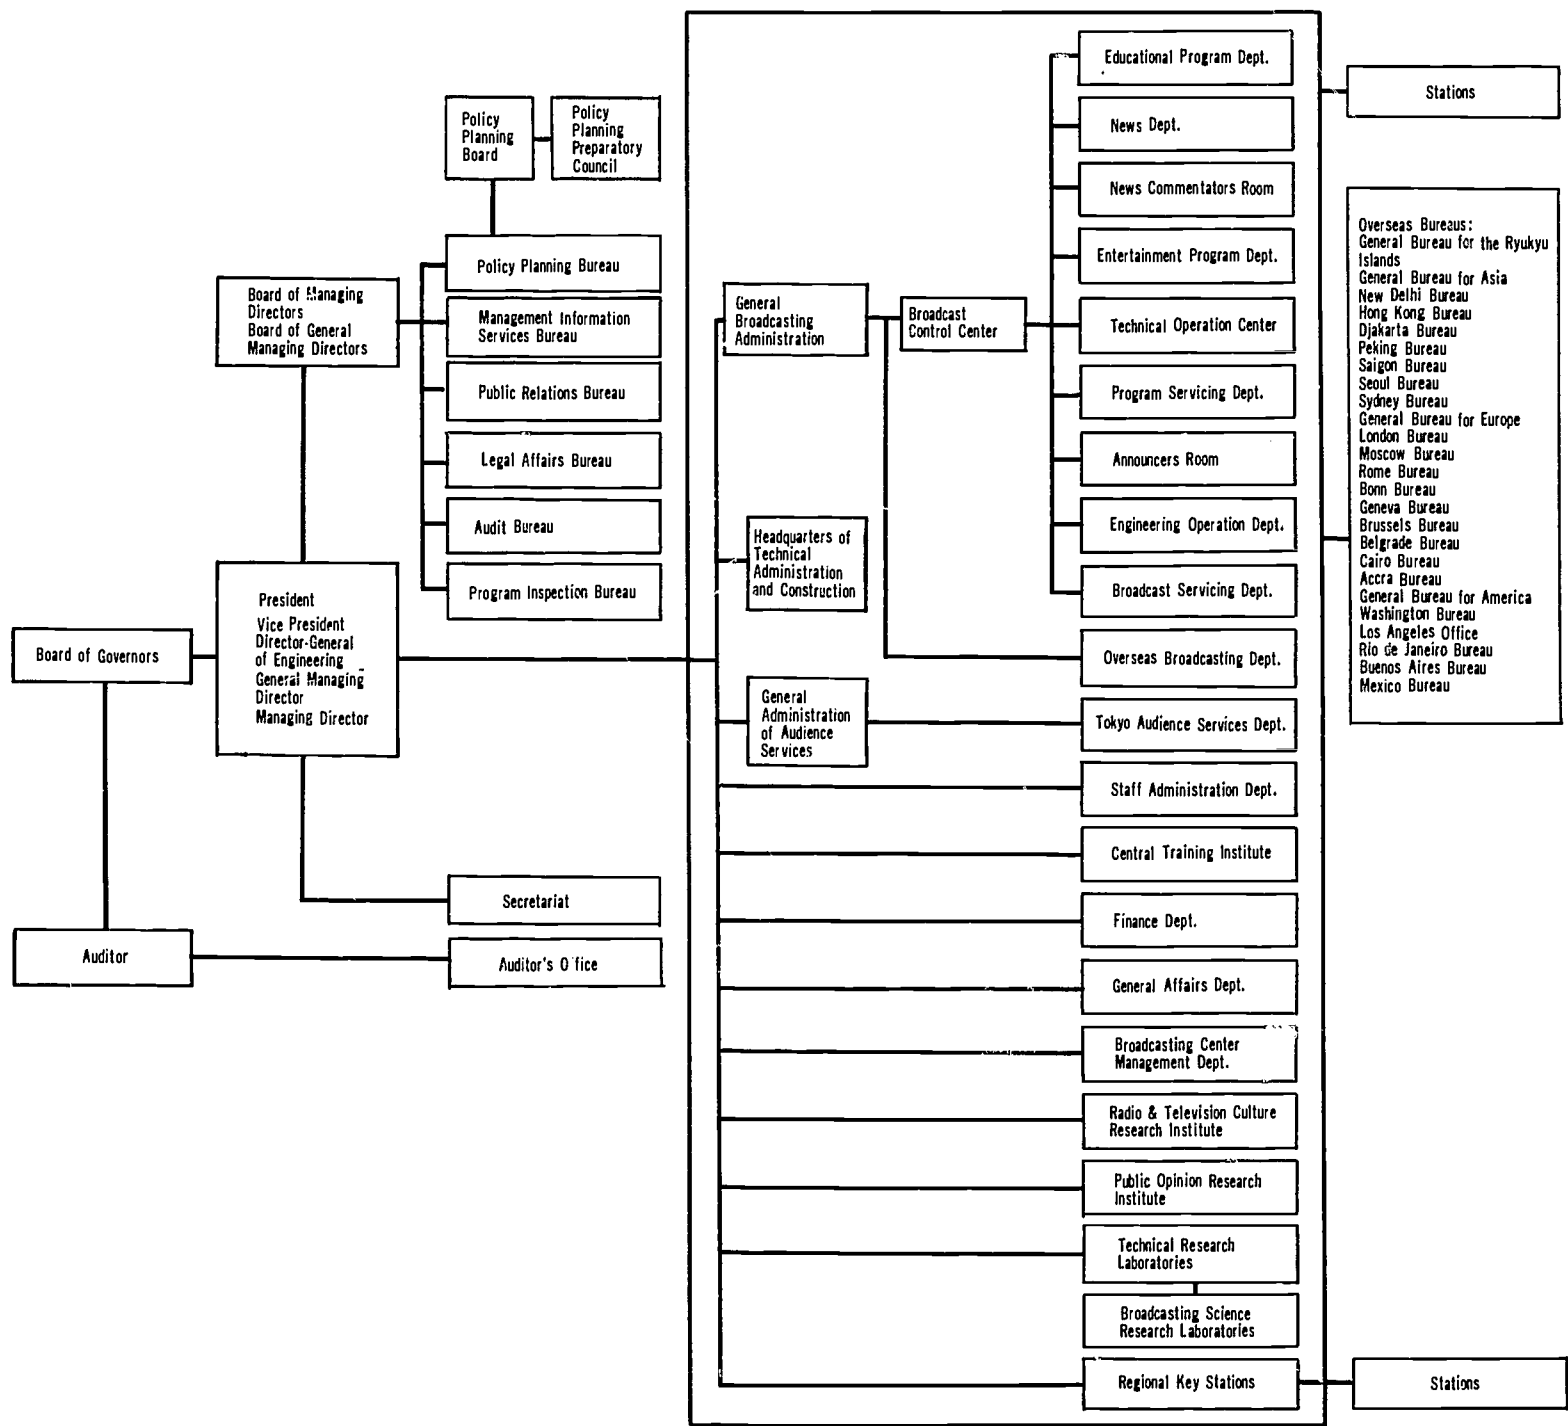 Policy
Planning
Board
Policy
Planning
Preparatory
Council
Policy Planning Bureau
Board of Managing
Directors
Board of General
Managing Directors
Management Information
Services Bureau
Public Relations Bureau
Legal Affairs Bureau
Audit Bureau
Program Inspection Bureau
President
Vice President
Director-General
of Engineering
General Managing
Director
Managing Director
Board of Governors
Secretariat
Auditor
Auditor's Office
General
Broadcasting
Administration
Broadcast
Control Center
Headquarters of
Technical
Administration
and Construction
General
Administration
of Audience
Services
Educational Program Dept.
News Dept.
News Commentators Room
Entertainment Program Dept.
Technical Operation Center
Program Servicing Dept.
Announcers Room
Engineering Operation Dept.
Broadcast Servicing Dept.
Overseas Broadcasting Dept.
Tokyo Audience Services Dept.
Staff Administration Dept.
Central Training Institute
Finance Dept.
General Affairs Dept.
Broadcasting Center
Management Dept.
Radio & Television Culture
Research Institute
Public Opinion Research
Institute
Technical Research
Laboratories
Broadcasting Science
Research Laboratories
Regional Key Stations
Stations
Overseas Bureaus:
General Bureau for the Ryukyu
Islands
General Bureau for Asia
New Delhi Bureau
Hong Kong Bureau
Djakarta Bureau
Peking Bureau
Saigon Bureau
Seoul Bureau
Sydney Bureau
General Bureau for Europe
London Bureau
Moscow Bureau
Rome Bureau
Bonn Bureau
Geneva Bureau
Brussels Bureau
Belgrade Bureau
Cairo Bureau
Accra Bureau
General Bureau for America
Washington Bureau
Los Angeles Office
Rio de Janeiro Bureau
Buenos Aires Bureau
Mexico Bureau
Stations